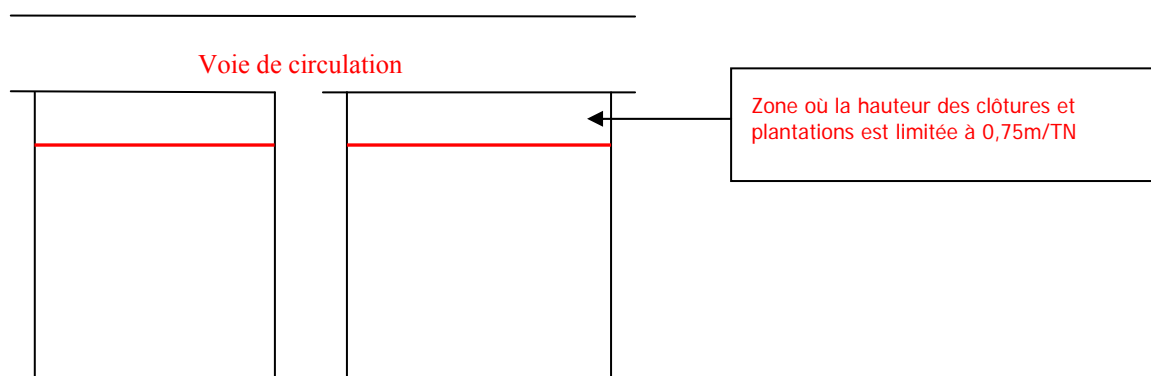 Voie de circulation
Zone où la hauteur des clôtures et
plantations est limitée à 0,75m/TN